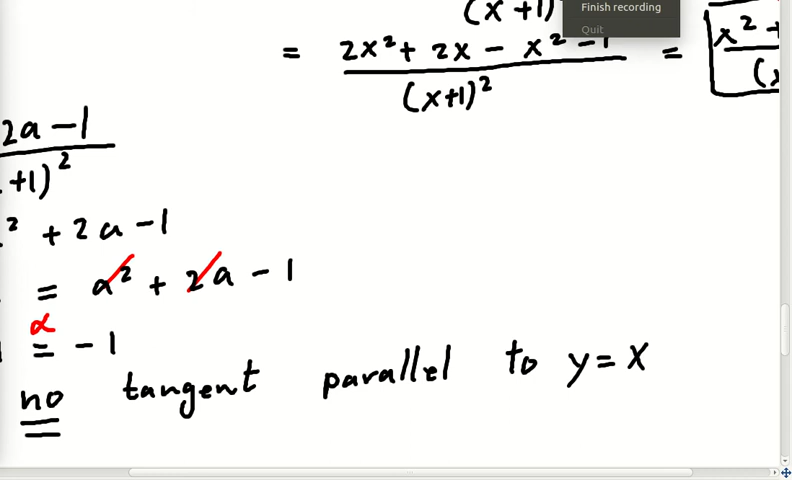 (x+1)
Finish recording
Quit
= 2x² + 2x - x² - 1 / (x+1)² = x² +
(x
2a - 1
+1)²
² + 2a - 1
= a² + 2a - 1
α
= -1
no tangent parallel to y = x